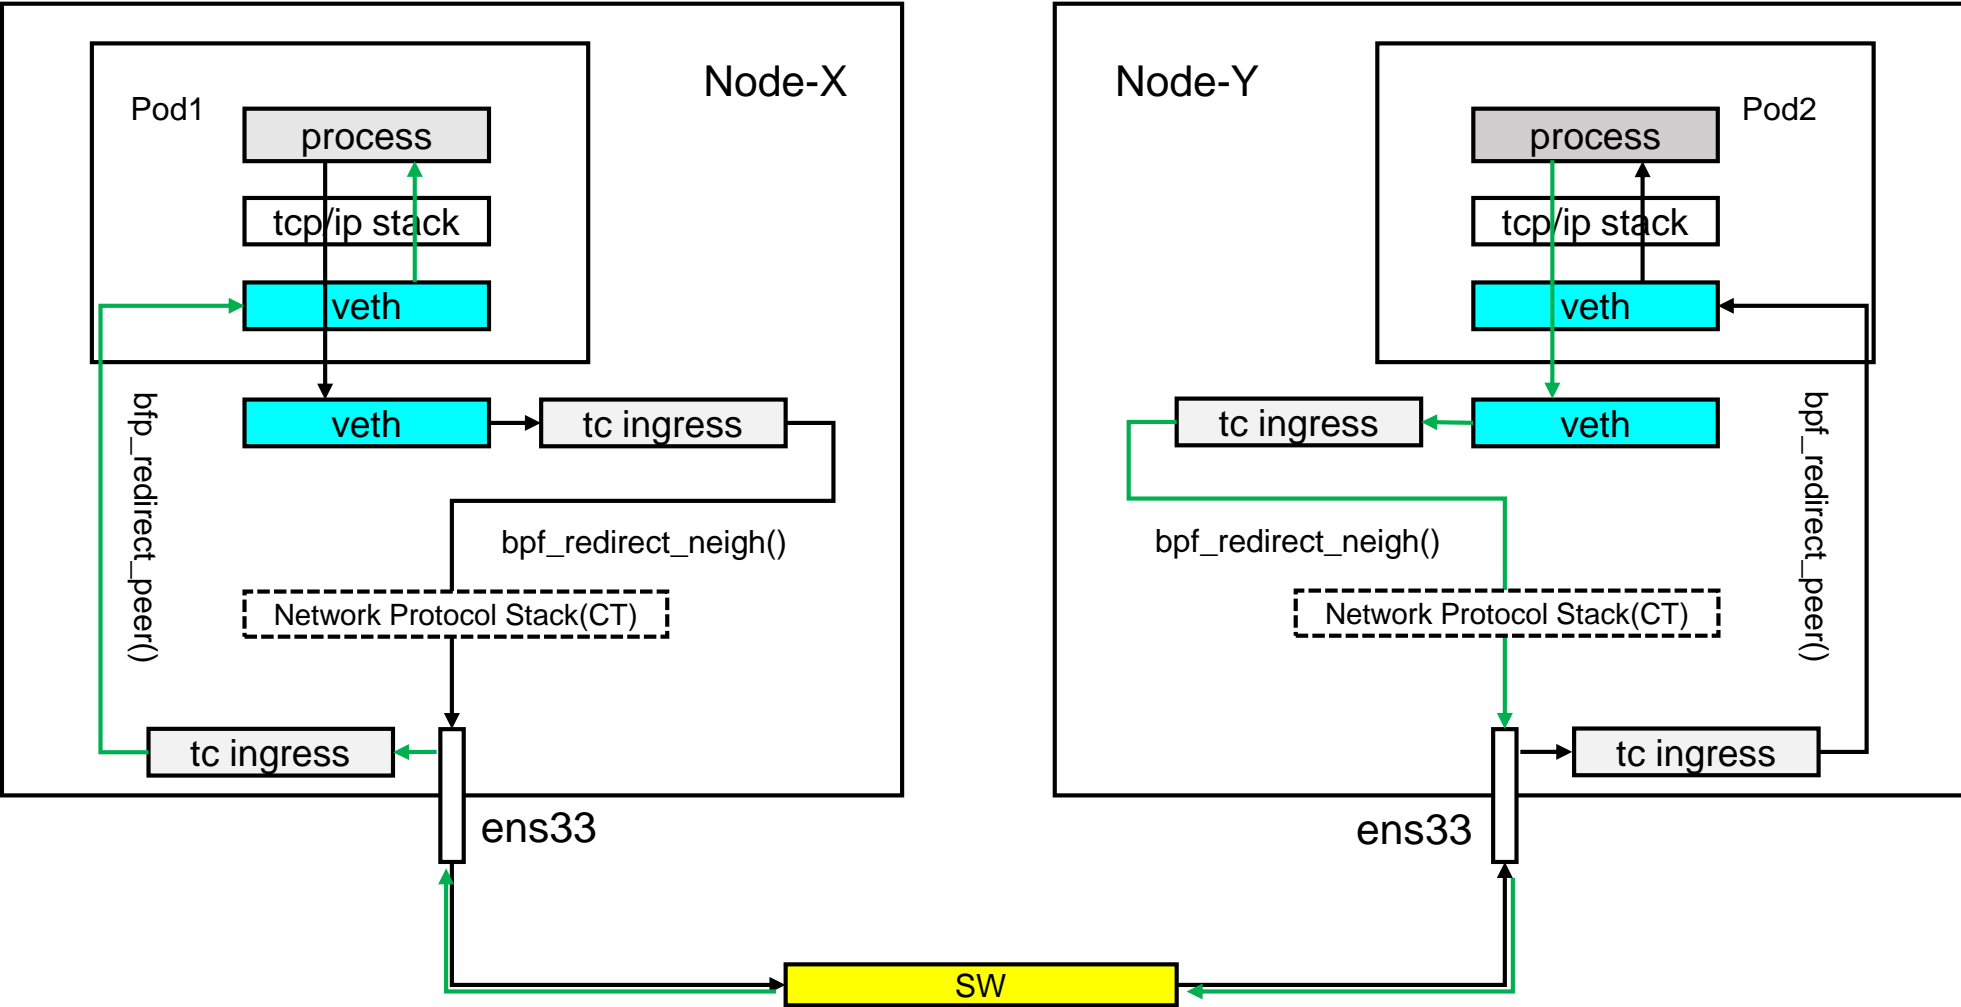 Node-X
Pod1
process
tcp/ip stack
veth
veth
tc ingress
bfp_redirect_peer()
bpf_redirect_neigh()
Network Protocol Stack(CT)
tc ingress
ens33
Node-Y
Pod2
process
tcp/ip stack
veth
tc ingress
veth
bpf_redirect_peer()
bpf_redirect_neigh()
Network Protocol Stack(CT)
tc ingress
ens33
SW